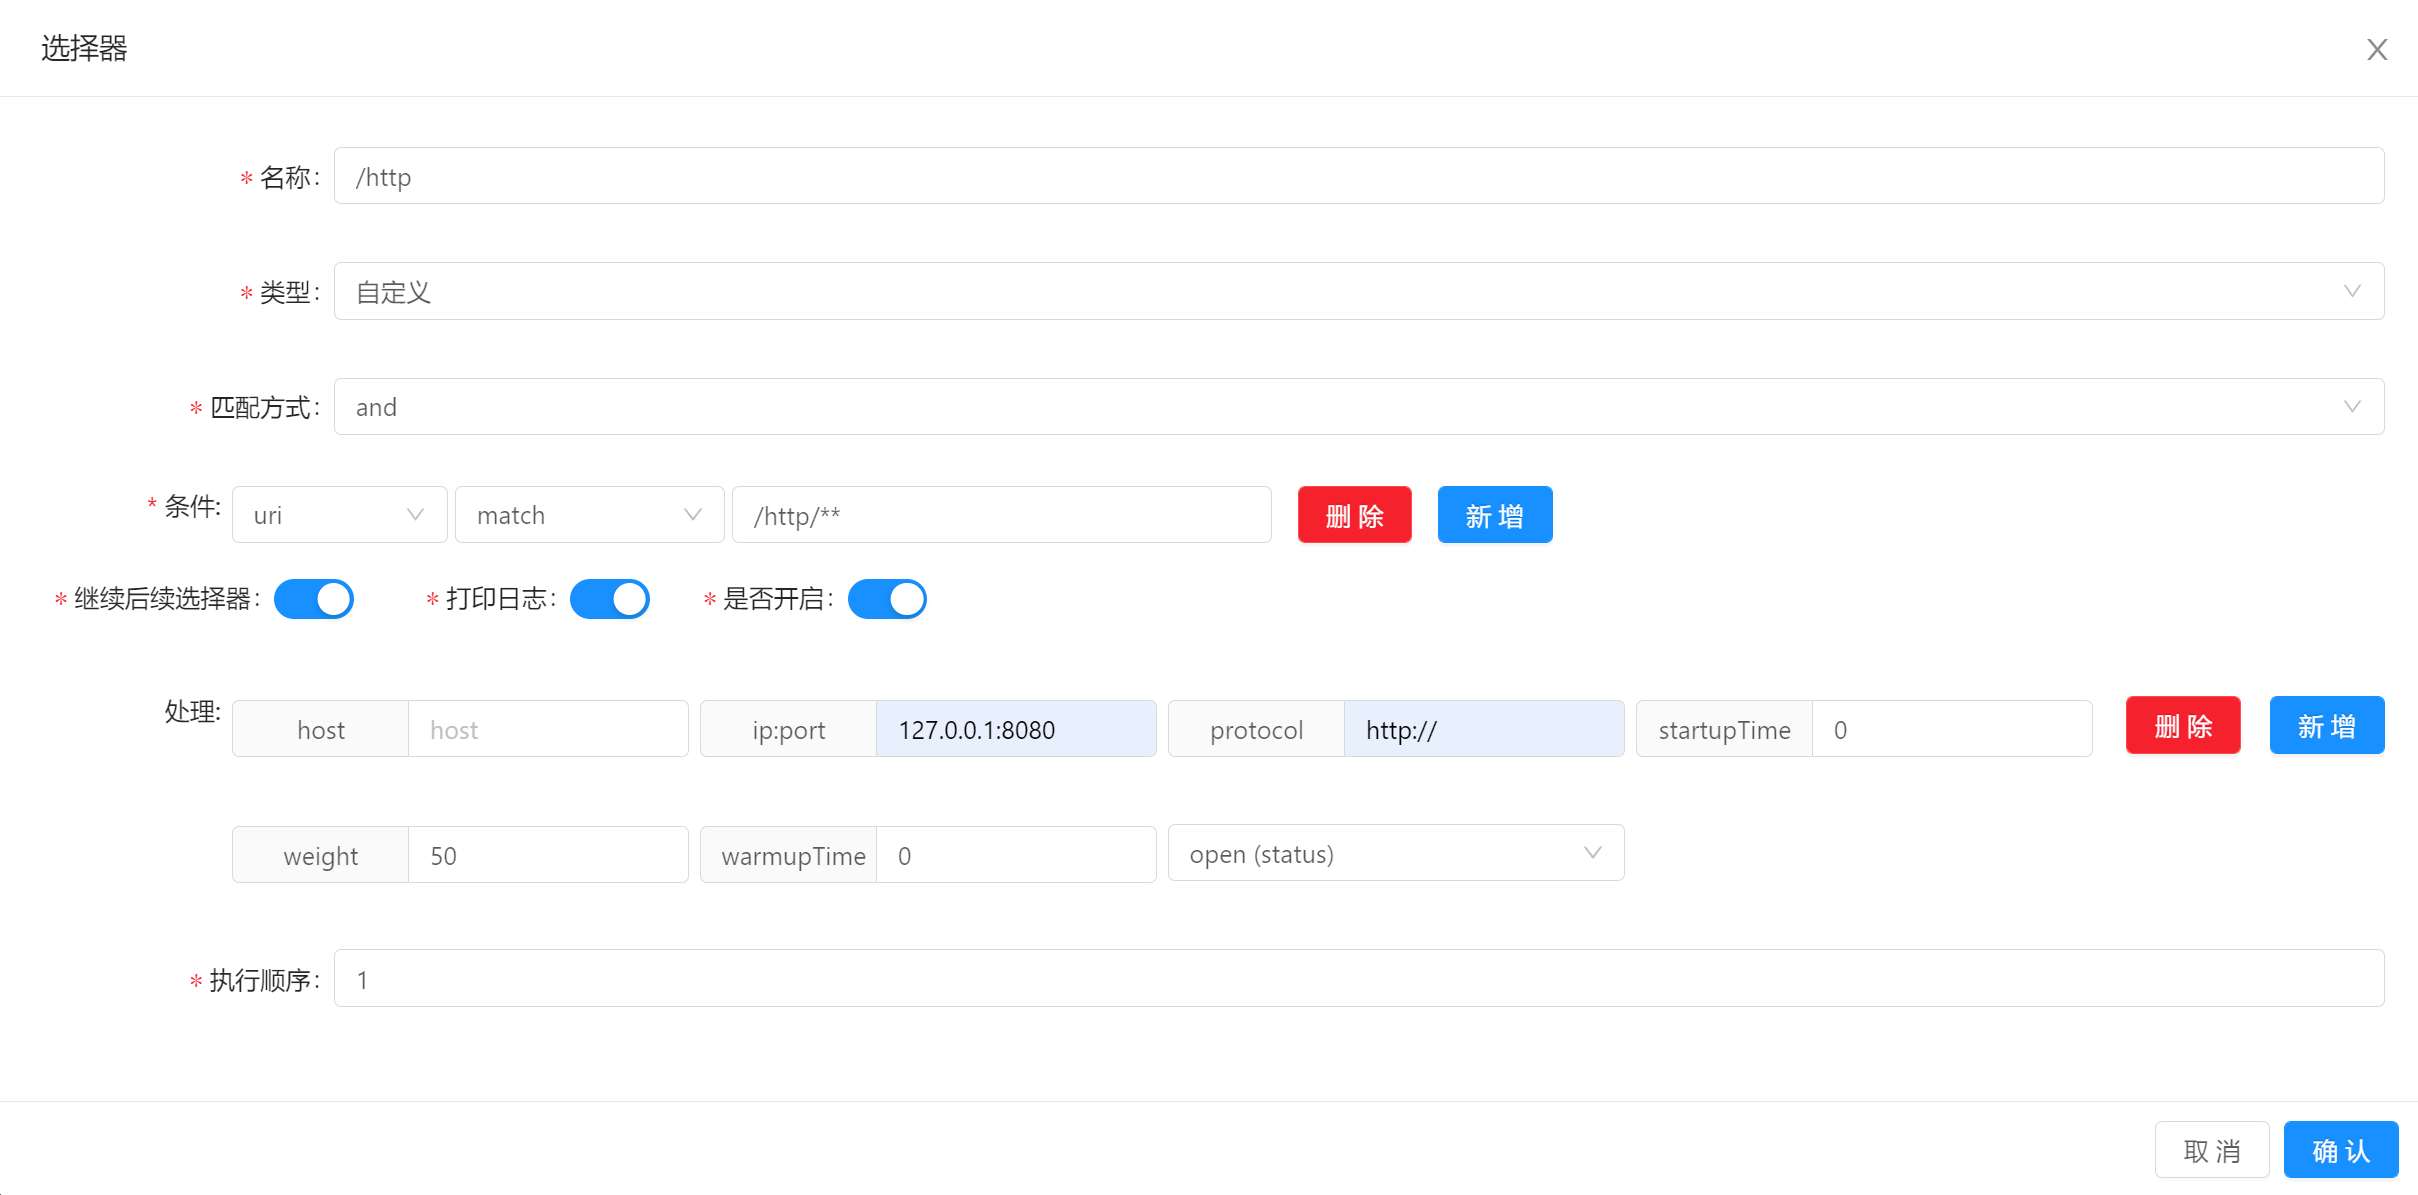 选择器
* 名称: /http
* 类型: 自定义
* 匹配方式: and
* 条件: uri match /http/** 删 除 新 增
* 继续后续选择器: * 打印日志: * 是否开启:
处理: host host ip:port 127.0.0.1:8080 protocol http:// startupTime 0 删 除 新 增
weight 50 warmupTime 0 open (status)
* 执行顺序: 1
取 消 确 认